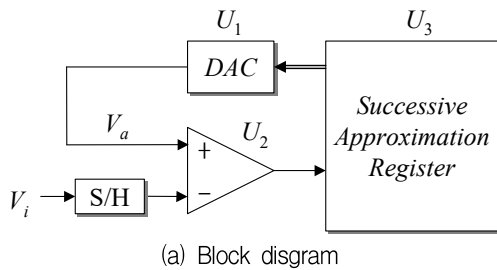 U1 U3
DAC
Successive
Approximation
Register
Va
U2
+
−
Vi S/H
(a) Block disgram